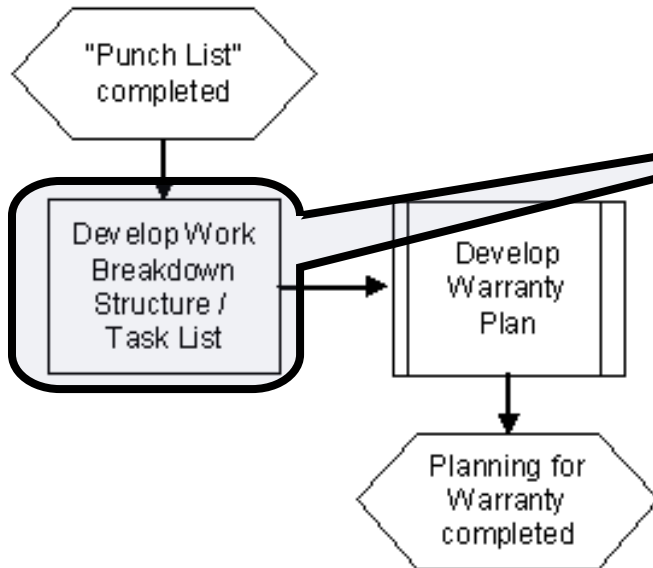 "Punch List"
completed
Develop Work
Breakdown
Structure /
Task List
Develop
Warranty
Plan
Planning for
Warranty
completed